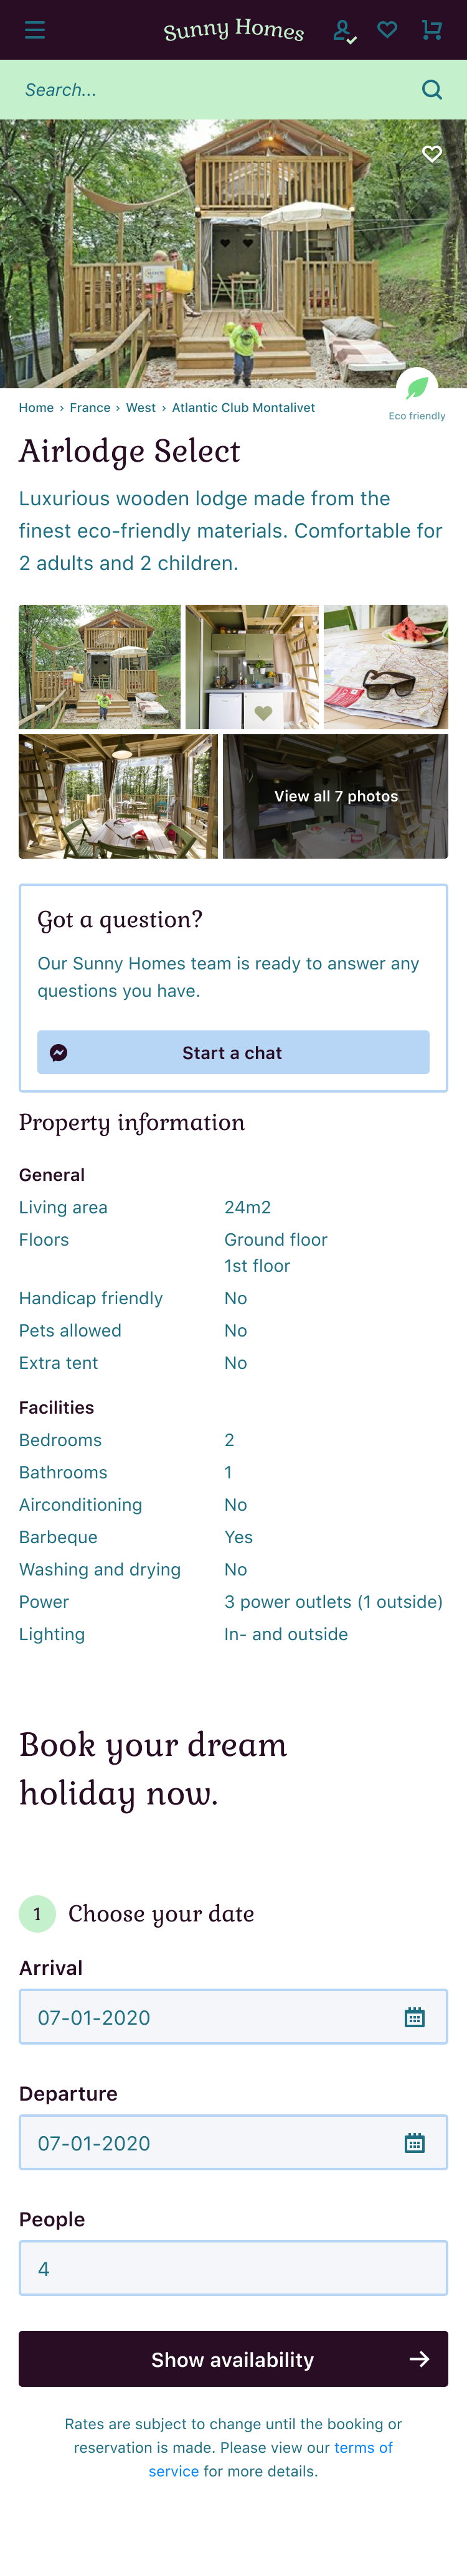 Sunny Homes
Search...
Home › France › West › Atlantic Club Montalivet
Eco friendly
Airlodge Select
Luxurious wooden lodge made from the
finest eco-friendly materials. Comfortable for
2 adults and 2 children.
View all 7 photos
Got a question?
Our Sunny Homes team is ready to answer any
questions you have.
Start a chat
Property information
General
Living area 24m2
Floors Ground floor
1st floor
Handicap friendly No
Pets allowed No
Extra tent No
Facilities
Bedrooms 2
Bathrooms 1
Airconditioning No
Barbeque Yes
Washing and drying No
Power 3 power outlets (1 outside)
Lighting In- and outside
Book your dream
holiday now.
1 Choose your date
Arrival
07-01-2020
Departure
07-01-2020
People
4
Show availability
Rates are subject to change until the booking or
reservation is made. Please view our terms of
service for more details.